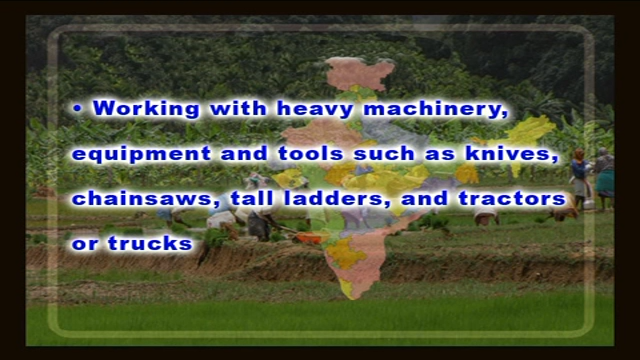 • Working with heavy machinery,
equipment and tools such as knives,
chainsaws, tall ladders, and tractors
or trucks